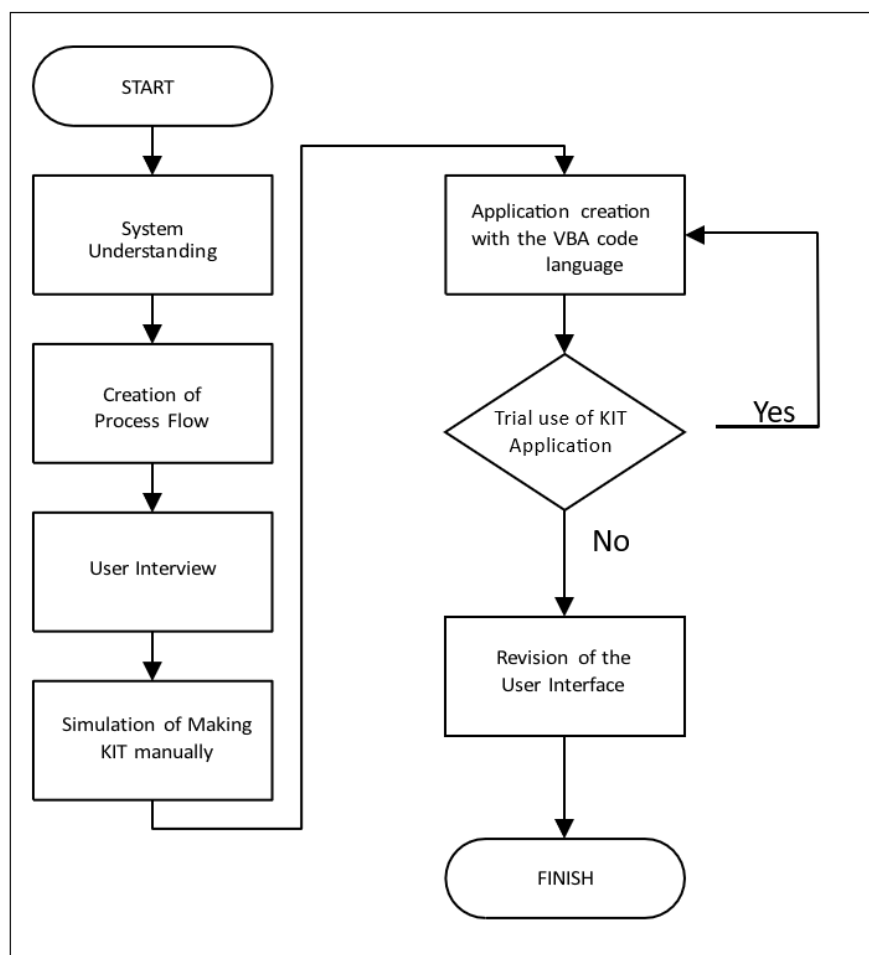 START
System
Understanding
Creation of
Process Flow
User Interview
Simulation of Making
KIT manually
Application creation
with the VBA code
language
Trial use of KIT
Application
Yes
No
Revision of the
User Interface
FINISH